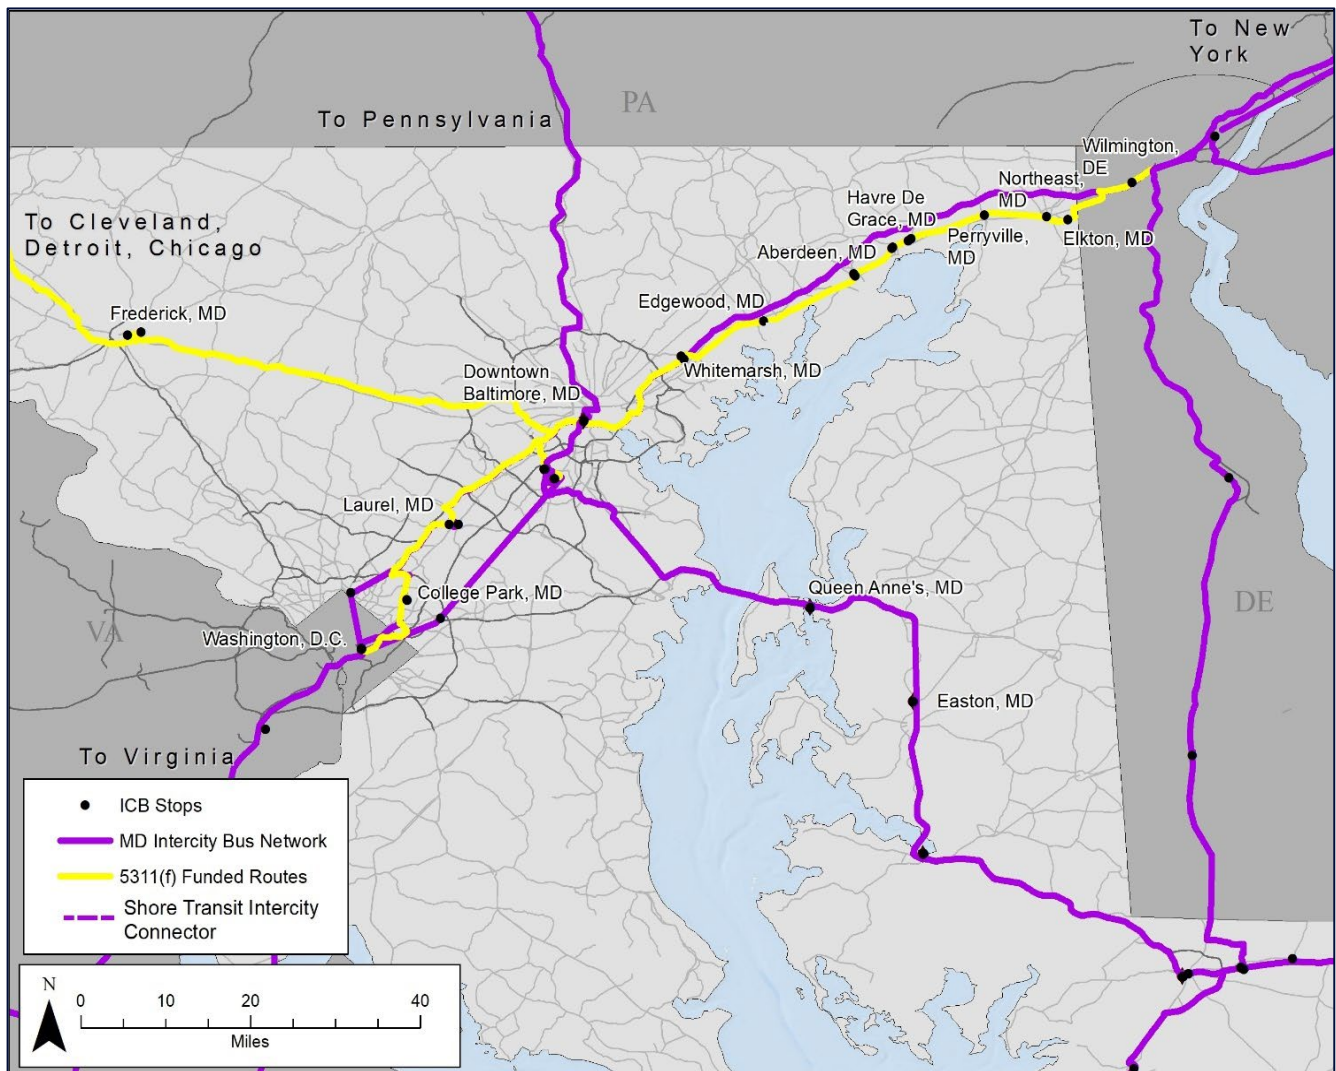 To New
York
PA
To Pennsylvania
Wilmington,
DE
Northeast,
MD
Havre De
Grace, MD
To Cleveland,
Detroit, Chicago
Perryville,
MD
Elkton, MD
Aberdeen, MD
Edgewood, MD
Frederick, MD
Downtown
Baltimore, MD
Whitemarsh, MD
Laurel, MD
College Park, MD
Queen Anne's, MD
DE
VA
Washington, D.C.
Easton, MD
To Virginia
ICB Stops
MD Intercity Bus Network
5311(f) Funded Routes
Shore Transit Intercity
Connector
N
0 10 20 40
Miles